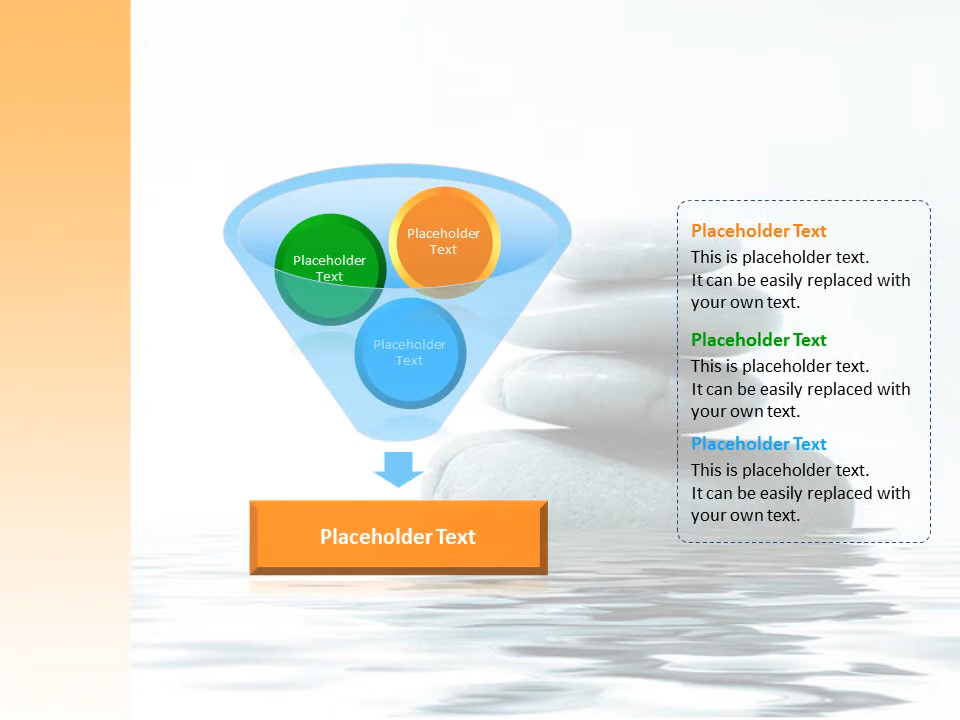 Placeholder
Text
Placeholder
Text
Placeholder
Text
Placeholder Text
Placeholder Text
This is placeholder text.
It can be easily replaced with
your own text.
Placeholder Text
This is placeholder text.
It can be easily replaced with
your own text.
Placeholder Text
This is placeholder text.
It can be easily replaced with
your own text.